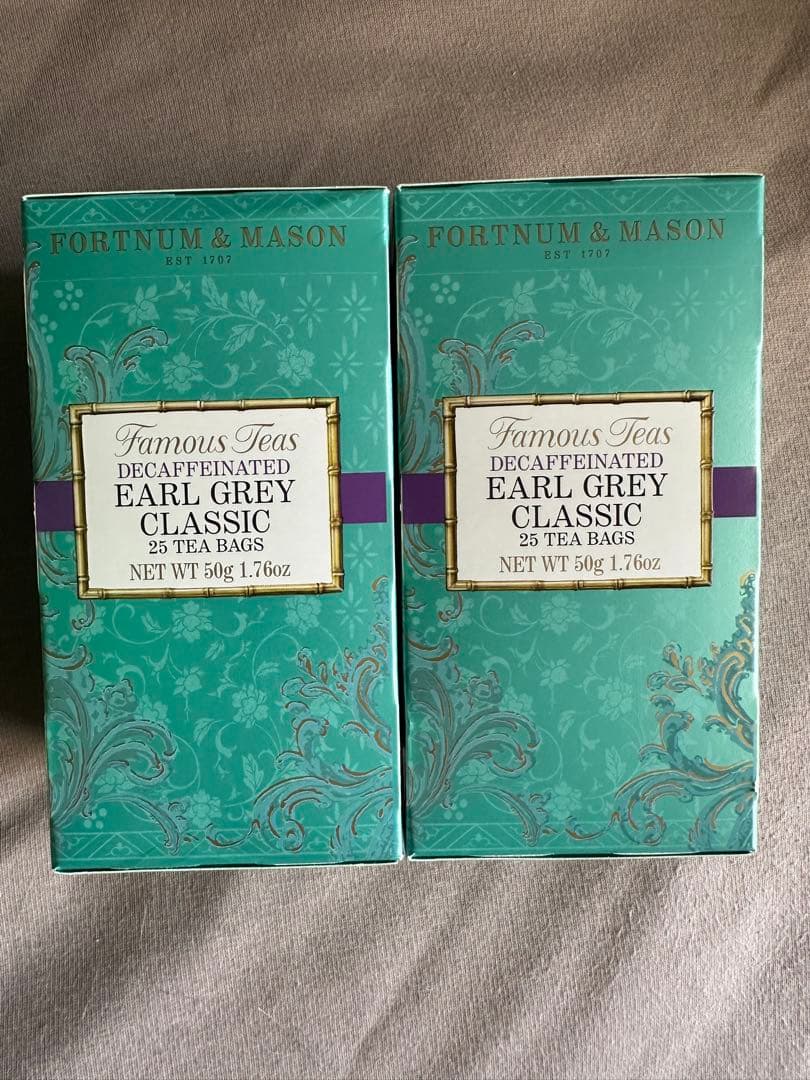 FORTNUM & MASON
EST 1707
Famous Teas
DECAFFEINATED
EARL GREY
CLASSIC
25 TEA BAGS
NET WT 50g 1.76oz
FORTNUM & MASON
EST 1707
Famous Teas
DECAFFEINATED
EARL GREY
CLASSIC
25 TEA BAGS
NET WT 50g 1.76oz